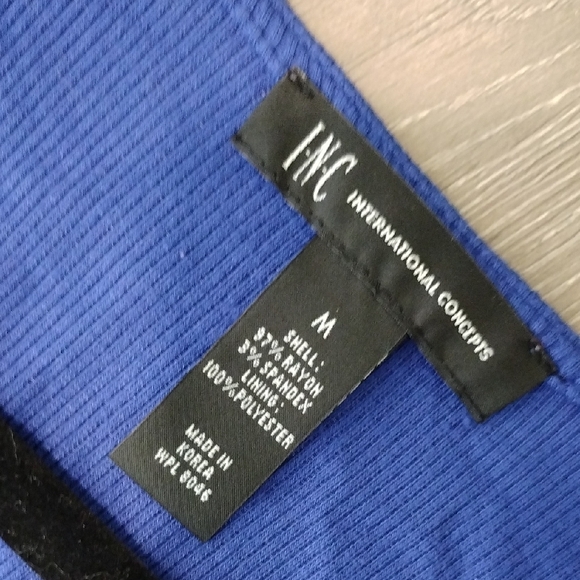 I·N·C INTERNATIONAL CONCEPTS
M
SHELL:
97% RAYON
3% SPANDEX
LINING:
100% POLYESTER
MADE IN
KOREA
WPL 8046